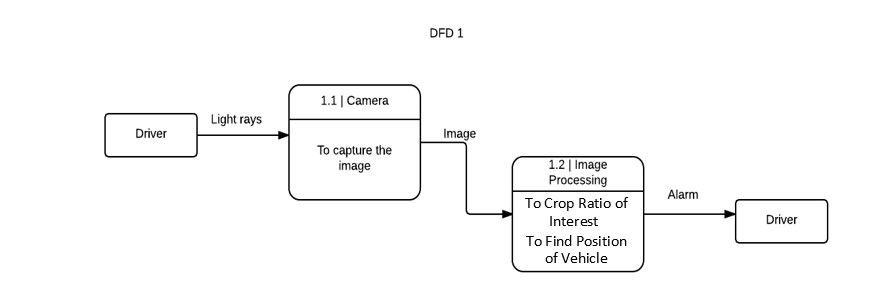 DFD 1
Driver
Light rays
1.1 | Camera
To capture the
image
Image
1.2 | Image
Processing
To Crop Ratio of
Interest
To Find Position
of Vehicle
Alarm
Driver